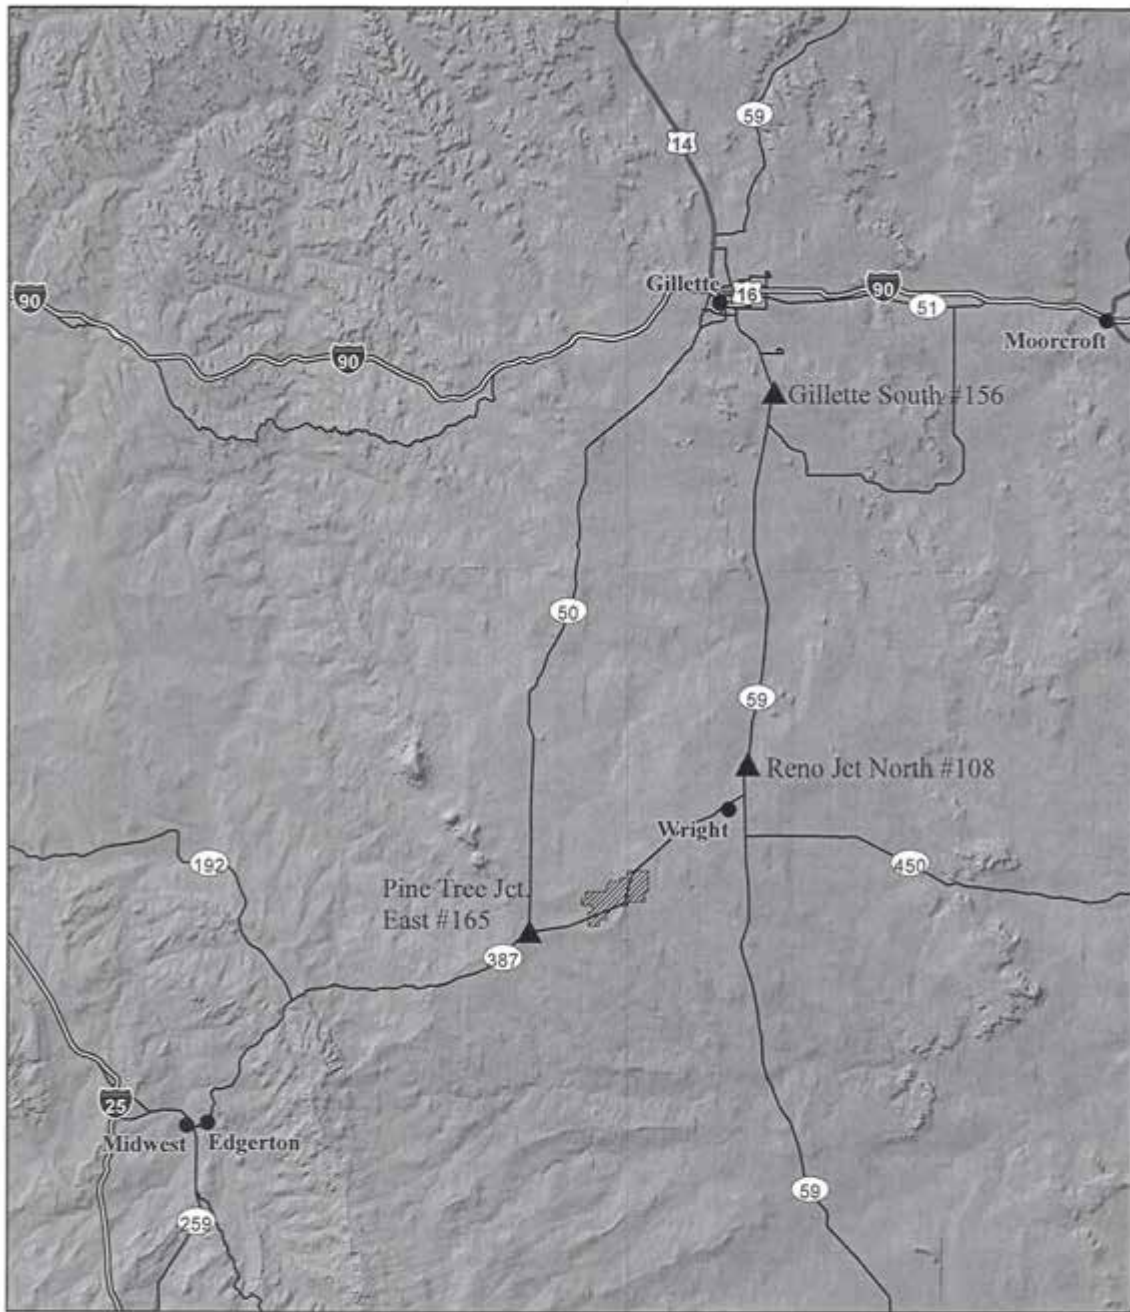 59
14
Gillette
16
90
51
90
Moorcroft
90
Gillette South #156
50
59
Reno Jct North #108
Wright
192
450
Pine Tree Jct.
East #165
387
25
Midwest
Edgerton
59
259